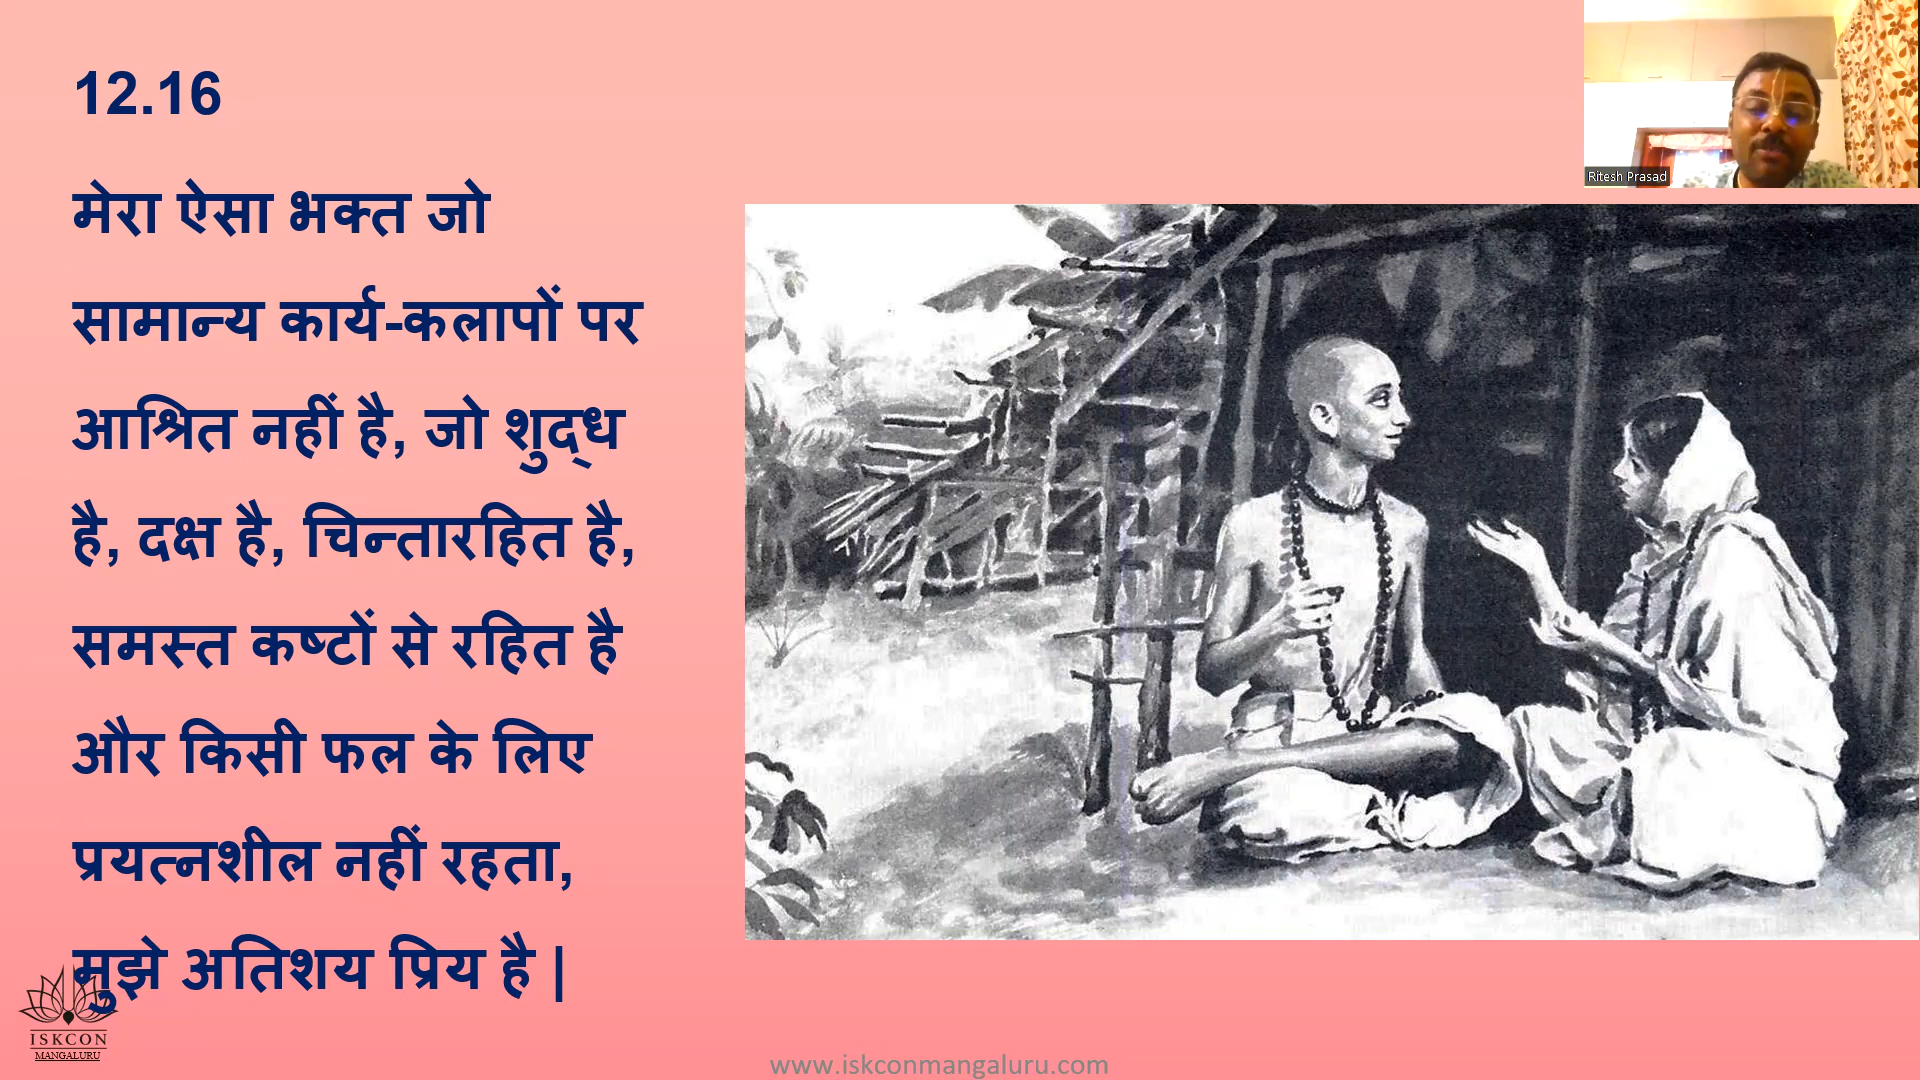 12.16
मेरा ऐसा भक्त जो
सामान्य कार्य-कलापों पर
आश्रित नहीं है, जो शुद्ध
है, दक्ष है, चिन्तारहित है,
समस्त कष्टों से रहित है
और किसी फल के लिए
प्रयत्नशील नहीं रहता,
मुझे अतिशय प्रिय है |
Ritesh Prasad
ISKCON
MANGALURU
www.iskconmangaluru.com